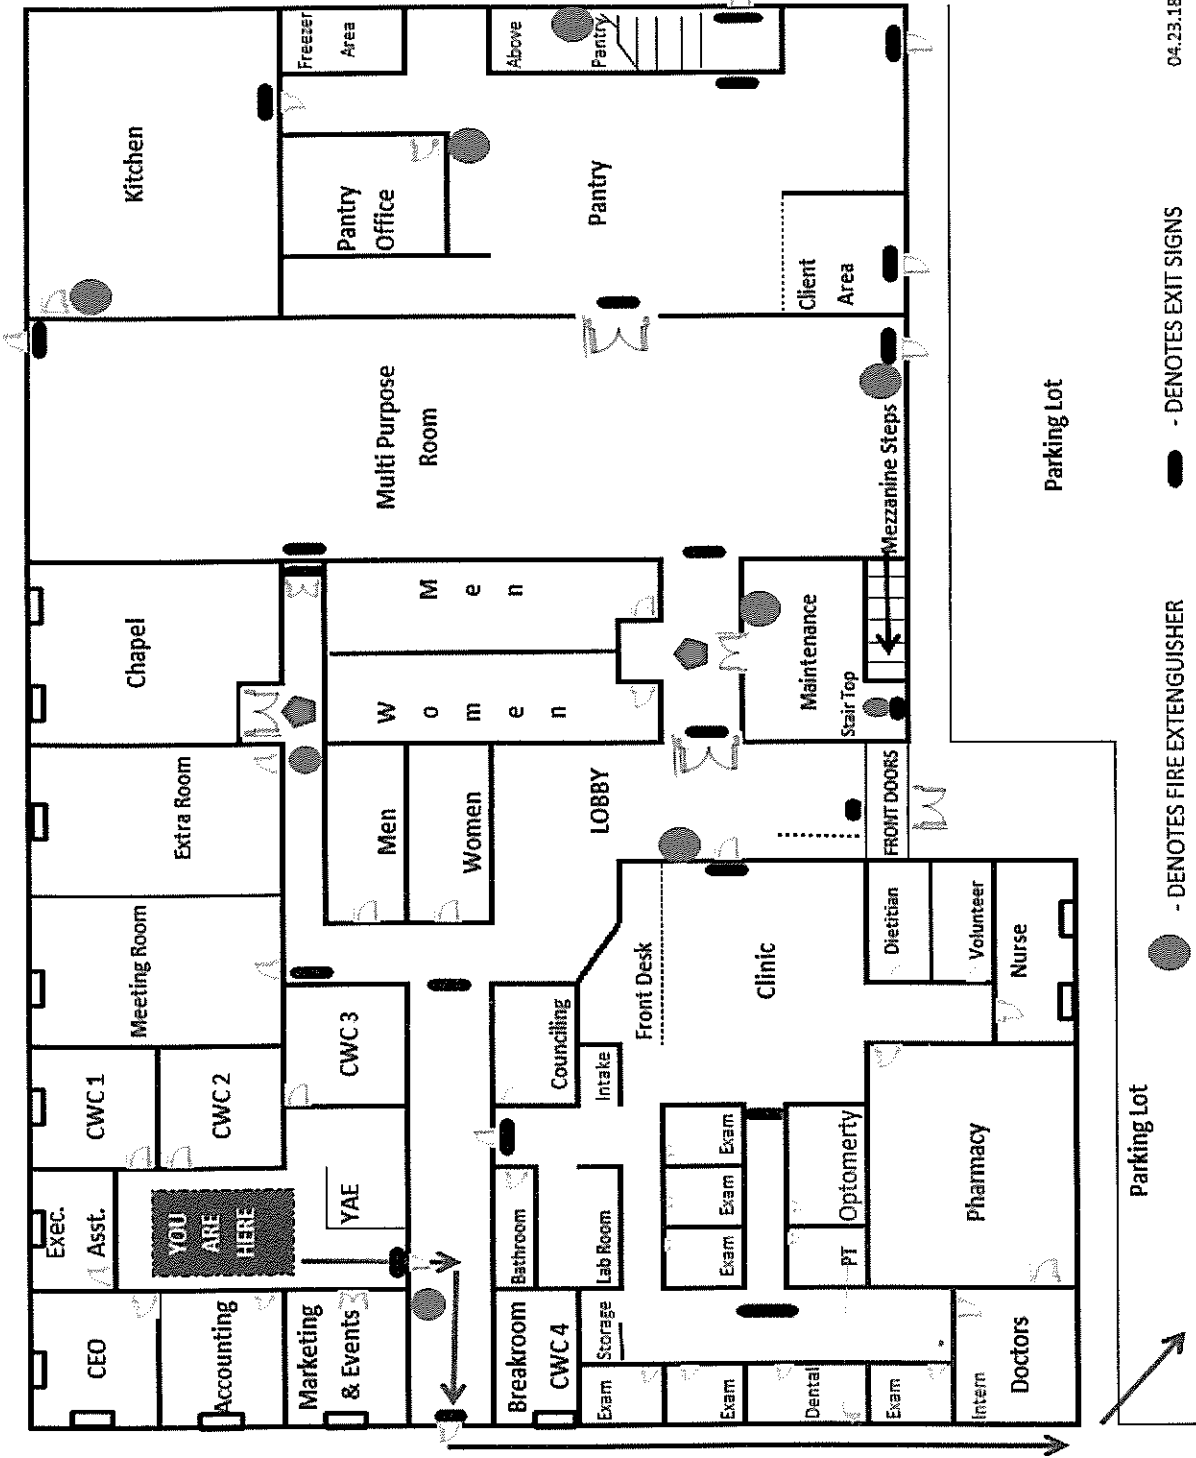 Kitchen
Freezer
Area
Above
Pantry
Pantry
Office
Pantry
Client
Area
Multi Purpose
Room
Mezzanine Steps
Chapel
M
e
n
W
o
m
e
n
Maintenance
Stair Top
Extra Room
Men
Women
LOBBY
FRONT DOORS
Meeting Room
CWC 1
CWC 2
CWC 3
YAE
Exec.
Asst.
YOU
ARE
HERE
CEO
Accounting
Marketing
& Events
Counciling
Intake
Front Desk
Clinic
Dietitian
Volunteer
Nurse
Bathroom
Lab Room
Exam
Exam
Exam
Optomerty
PT
Pharmacy
Breakroom
CWC 4
Storage
Exam
Exam
Dental
Exam
Intern
Doctors
Parking Lot
Parking Lot
- DENOTES FIRE EXTENGUISHER
- DENOTES EXIT SIGNS
04.23.18